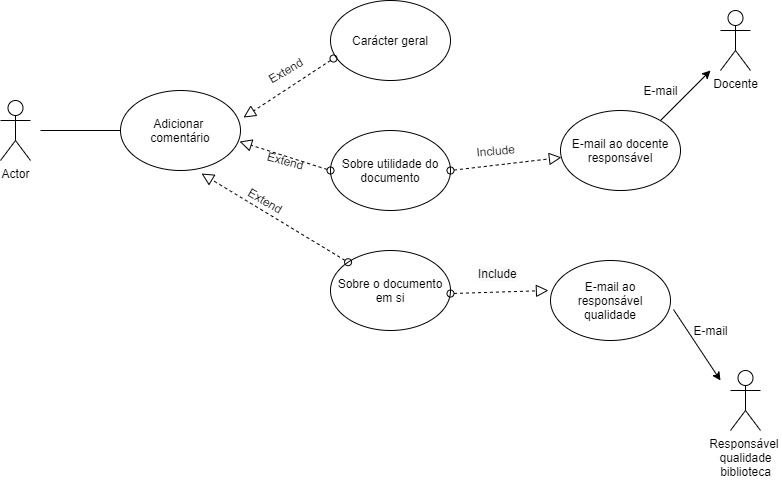 Carácter geral
Extend
Docente
E-mail
Adicionar
comentário
E-mail ao docente
responsável
Include
Sobre utilidade do
documento
Extend
Actor
Extend
Sobre o documento
em si
Include
E-mail ao
responsável
qualidade
E-mail
Responsável
qualidade
biblioteca